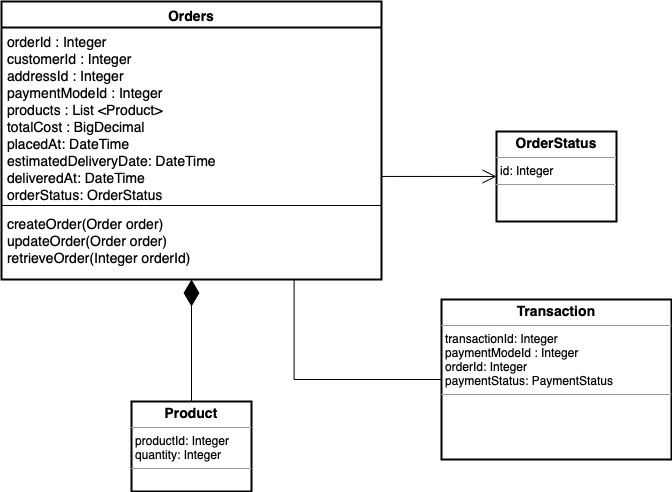 Orders
orderId : Integer
customerId : Integer
addressId : Integer
paymentModeId : Integer
products : List <Product>
totalCost : BigDecimal
placedAt: DateTime
estimatedDeliveryDate: DateTime
deliveredAt: DateTime
orderStatus: OrderStatus
createOrder(Order order)
updateOrder(Order order)
retrieveOrder(Integer orderId)
OrderStatus
id: Integer
Transaction
transactionId: Integer
paymentModeId : Integer
orderId: Integer
paymentStatus: PaymentStatus
Product
productId: Integer
quantity: Integer